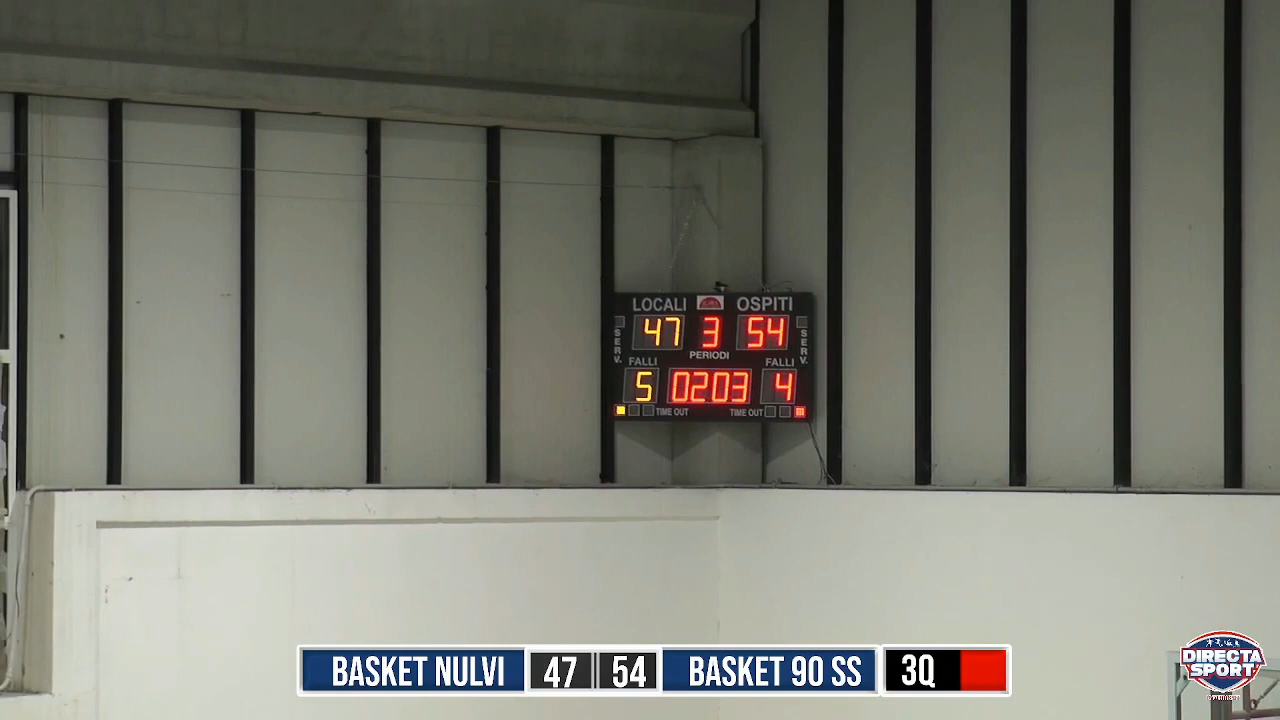 LOCALI OSPITI
47 3 54
SERV. PERIODI SERV.
FALLI FALLI
5 0203 4
TIME OUT TIME OUT
BASKET NULVI 47 54 BASKET 90 SS 3Q
DIRECTA
SPORT